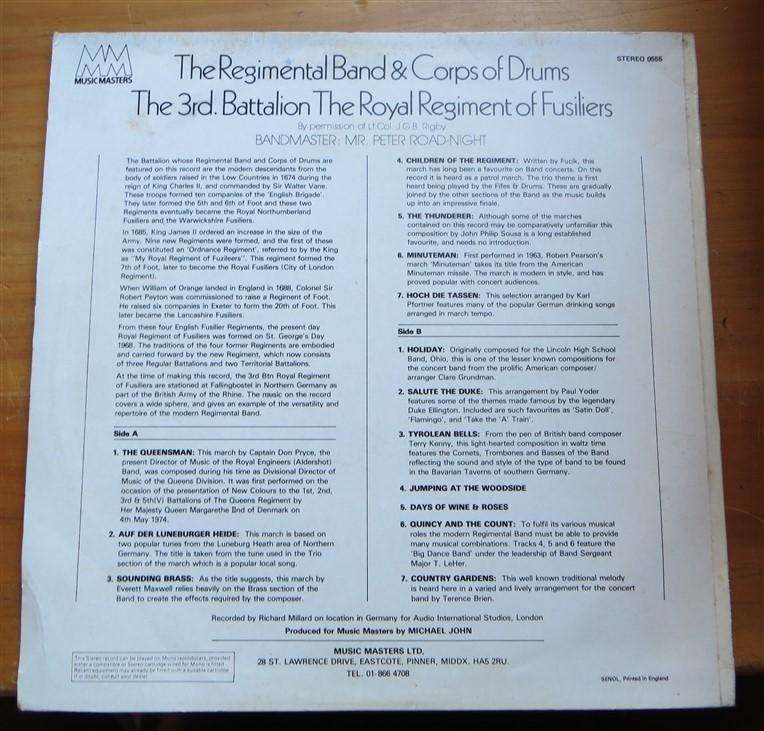 MM
MM
MUSIC MASTERS
STEREO 0555
The Regimental Band & Corps of Drums
The 3rd. Battalion The Royal Regiment of Fusiliers
By permission of Lt Col. J.G.B. Rigby
BANDMASTER: MR. PETER ROAD-NIGHT
The Battalion whose Regimental Band and Corps of Drums are
featured on this record are the modern descendants from the
body of soldiers raised in the Low Countries in 1674 during the
reign of King Charles II, and commanded by Sir Walter Vane.
These troops formed ten companies of the 'English Brigade'.
They later formed the 5th and 6th of Foot and these two
Regiments eventually became the Royal Northumberland
Fusiliers and the Warwickshire Fusiliers.
In 1685, King James II ordered an increase in the size of the
Army. Nine new Regiments were formed, and the first of these
was constituted an 'Ordnance Regiment', referred to by the King
as "My Royal Regiment of Fuzileers". This regiment formed the
7th of Foot, later to become the Royal Fusiliers (City of London
Regiment).
When William of Orange landed in England in 1688, Colonel Sir
Robert Peyton was commissioned to raise a Regiment of Foot.
He raised six companies in Exeter to form the 20th of Foot. This
later became the Lancashire Fusiliers.
From these four English Fusilier Regiments, the present day
Royal Regiment of Fusiliers was formed on St. George's Day
1968. The traditions of the four former Regiments are embodied
and carried forward by the new Regiment, which now consists
of three Regular Battalions and two Territorial Battalions.
At the time of making this record, the 3rd Btn Royal Regiment
of Fusiliers are stationed at Fallingbostel in Northern Germany as
part of the British Army of the Rhine. The music on the record
covers a wide sphere, and gives an example of the versatility and
repertoire of the modern Regimental Band.
Side A
1. THE QUEENSMAN: This march by Captain Don Pryce, the
present Director of Music of the Royal Engineers (Aldershot)
Band, was composed during his time as Divisional Director of
Music of the Queens Division. It was first performed on the
occasion of the presentation of New Colours to the 1st, 2nd,
3rd & 5th(V) Battalions of The Queens Regiment by
Her Majesty Queen Margarethe IInd of Denmark on
4th May 1974.
2. AUF DER LUNEBURGER HEIDE: This march is based on
two popular tunes from the Luneburg Heath area of Northern
Germany. The title is taken from the tune used in the Trio
section of the march which is a popular local song.
3. SOUNDING BRASS: As the title suggests, this march by
Everett Maxwell relies heavily on the Brass section of the
Band to create the effects required by the composer.
4. CHILDREN OF THE REGIMENT: Written by Fucik, this
march has long been a favourite on Band concerts. On this
record it is heard as a patrol march. The trio theme is first
heard being played by the Fifes & Drums. These are gradually
joined by the other sections of the Band as the music builds
up into an impressive finale.
5. THE THUNDERER: Although some of the marches
contained on this record may be comparatively unfamiliar this
composition by John Philip Sousa is a long established
favourite, and needs no introduction.
6. MINUTEMAN: First performed in 1963, Robert Pearson's
march 'Minuteman' takes its title from the American
Minuteman missile. The march is modern in style, and has
proved popular with concert audiences.
7. HOCH DIE TASSEN: This selection arranged by Karl
Pfortner features many of the popular German drinking songs
arranged in march tempo.
Side B
1. HOLIDAY: Originally composed for the Lincoln High School
Band, Ohio, this is one of the lesser known compositions for
the concert band from the prolific American composer/
arranger Clare Grundman.
2. SALUTE THE DUKE: This arrangement by Paul Yoder
features some of the themes made famous by the legendary
Duke Ellington. Included are such favourites as 'Satin Doll',
'Flamingo', and 'Take the 'A' Train'.
3. TYROLEAN BELLS: From the pen of British band composer
Terry Kenny, this light-hearted composition in waltz time
features the Cornets, Trombones and Basses of the Band
reflecting the sound and style of the type of band to be found
in the Bavarian Taverns of southern Germany.
4. JUMPING AT THE WOODSIDE
5. DAYS OF WINE & ROSES
6. QUINCY AND THE COUNT: To fulfil its various musical
roles the modern Regimental Band must be able to provide
many musical combinations. Tracks 4, 5 and 6 feature the
'Big Dance Band' under the leadership of Band Sergeant
Major T. LeHer.
7. COUNTRY GARDENS: This well known traditional melody
is heard here in a varied and lively arrangement for the concert
band by Terence Brien.
Recorded by Richard Millard on location in Germany for Audio International Studios, London
Produced for Music Masters by MICHAEL JOHN
This Stereo record can be played on Mono reproducers, provided
either a compatible or Stereo cartridge wired for Mono is fitted.
Recent equipment may already be fitted with a suitable cartridge.
If in doubt, consult your dealer.
MUSIC MASTERS LTD.
28 ST. LAWRENCE DRIVE, EASTCOTE, PINNER, MIDDX. HA5 2RU.
TEL. 01-866 4708
SENOL, Printed in England